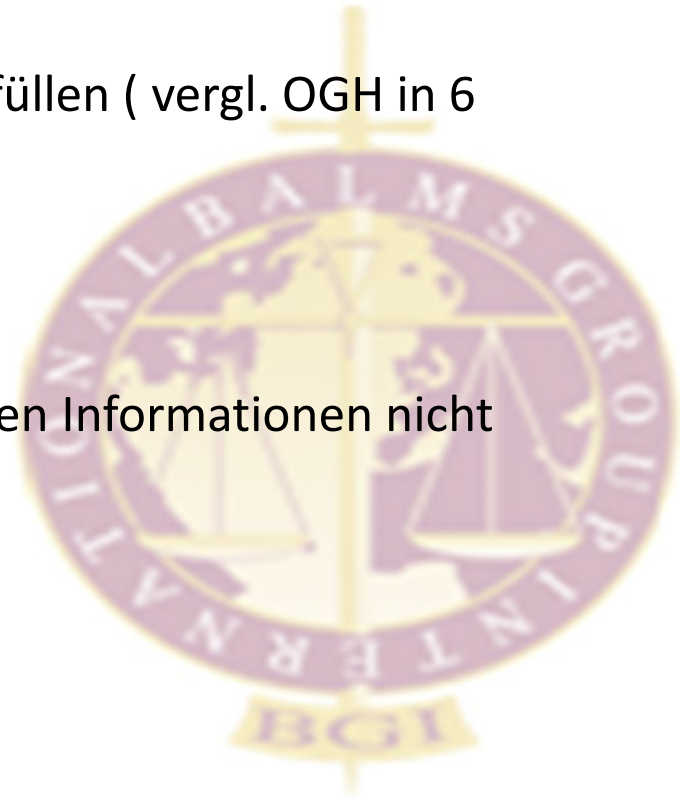 füllen ( vergl. OGH in 6
en Informationen nicht
BALMS GROUP INTERNATIONAL
BGI